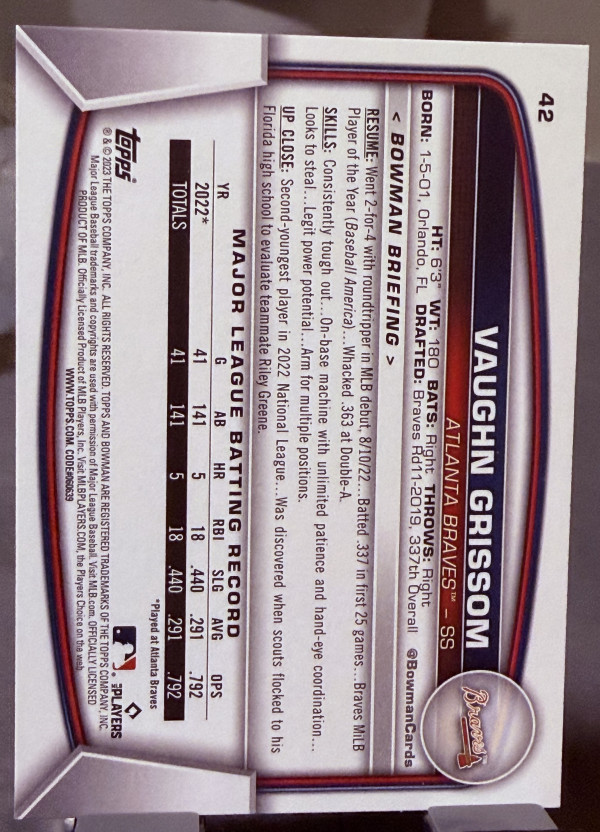 42
VAUGHN GRISSOM
ATLANTA BRAVES™ – SS
HT: 6'3" WT: 180 BATS: Right THROWS: Right
BORN: 1-5-01, Orlando, FL DRAFTED: Braves Rd11-2019, 337th Overall @BowmanCards
< BOWMAN BRIEFING >
RESUME: Went 2-for-4 with roundtripper in MLB debut, 8/10/22...Batted .337 in first 25 games...Braves MiLB
Player of the Year (Baseball America)...Whacked .363 at Double-A.
SKILLS: Consistently tough out...On-base machine with unlimited patience and hand-eye coordination...
Looks to steal...Legit power potential...Arm for multiple positions.
UP CLOSE: Second-youngest player in 2022 National League...Was discovered when scouts flocked to his
Florida high school to evaluate teammate Riley Greene.
MAJOR LEAGUE BATTING RECORD
YR G AB HR RBI SLG AVG OPS
2022* 41 141 5 18 .440 .291 .792
TOTALS 41 141 5 18 .440 .291 .792
*Played at Atlanta Braves
Topps®
® & © 2023 THE TOPPS COMPANY, INC. ALL RIGHTS RESERVED. TOPPS AND BOWMAN ARE REGISTERED TRADEMARKS OF THE TOPPS COMPANY, INC.
Major League Baseball trademarks and copyrights are used with permission of Major League Baseball. Visit MLB.com. OFFICIALLY LICENSED
PRODUCT OF MLB. Officially Licensed Product of MLB Players, Inc. Visit MLBPLAYERS.COM, the Players Choice on the web.
WWW.TOPPS.COM. CODE#060639
MLB PLAYERS
Braves